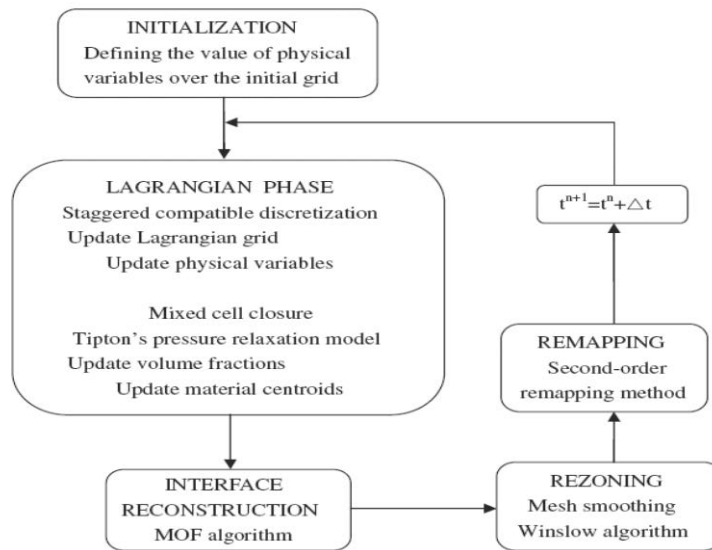 INITIALIZATION
Defining the value of physical
variables over the initial grid
LAGRANGIAN PHASE
Staggered compatible discretization
Update Lagrangian grid
Update physical variables
Mixed cell closure
Tipton's pressure relaxation model
Update volume fractions
Update material centroids
INTERFACE
RECONSTRUCTION
MOF algorithm
REZONING
Mesh smoothing
Winslow algorithm
REMAPPING
Second-order
remapping method
tⁿ⁺¹=tⁿ+△t